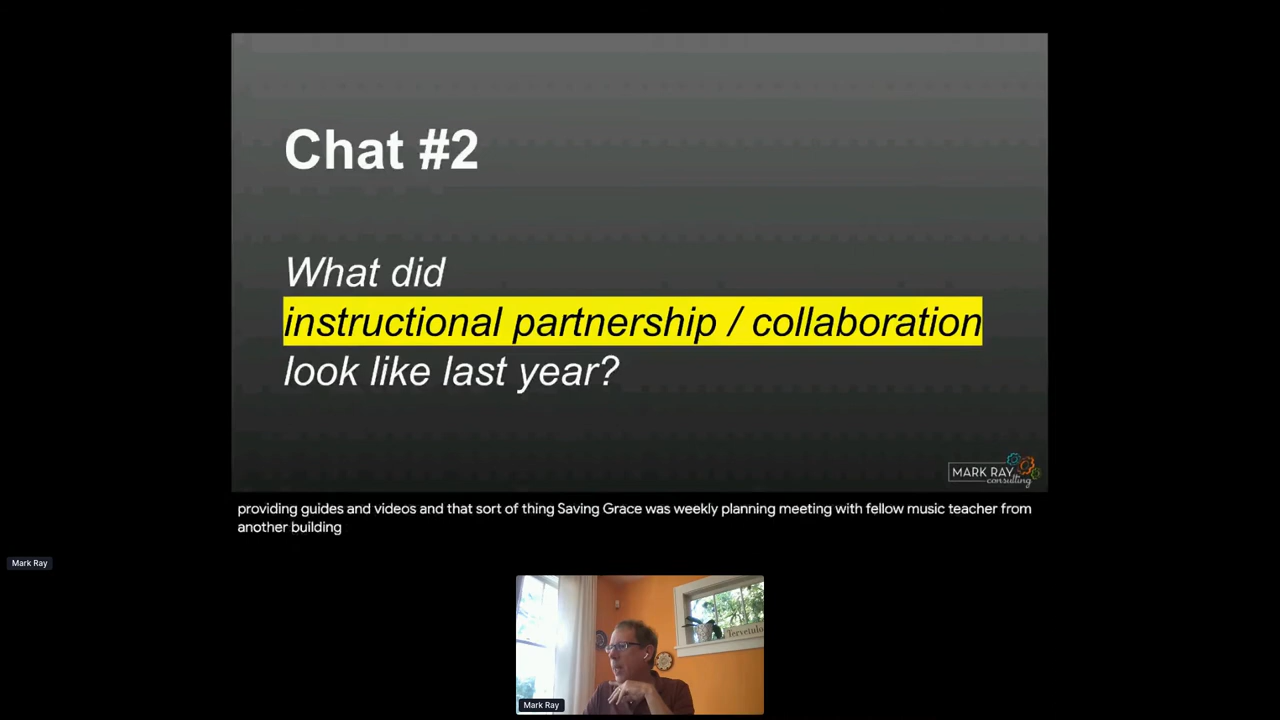 Chat #2
What did
instructional partnership / collaboration
look like last year?
MARK RAY
consulting
providing guides and videos and that sort of thing Saving Grace was weekly planning meeting with fellow music teacher from
another building
Mark Ray
Tervetulo
Mark Ray